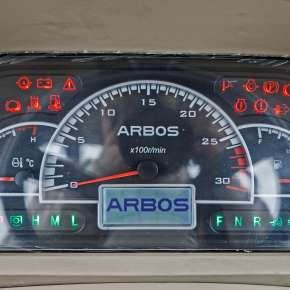 15
10 20
ARBOS
5 25
x100r/min
H F
°C
0 30
ARBOS
H M L F N R